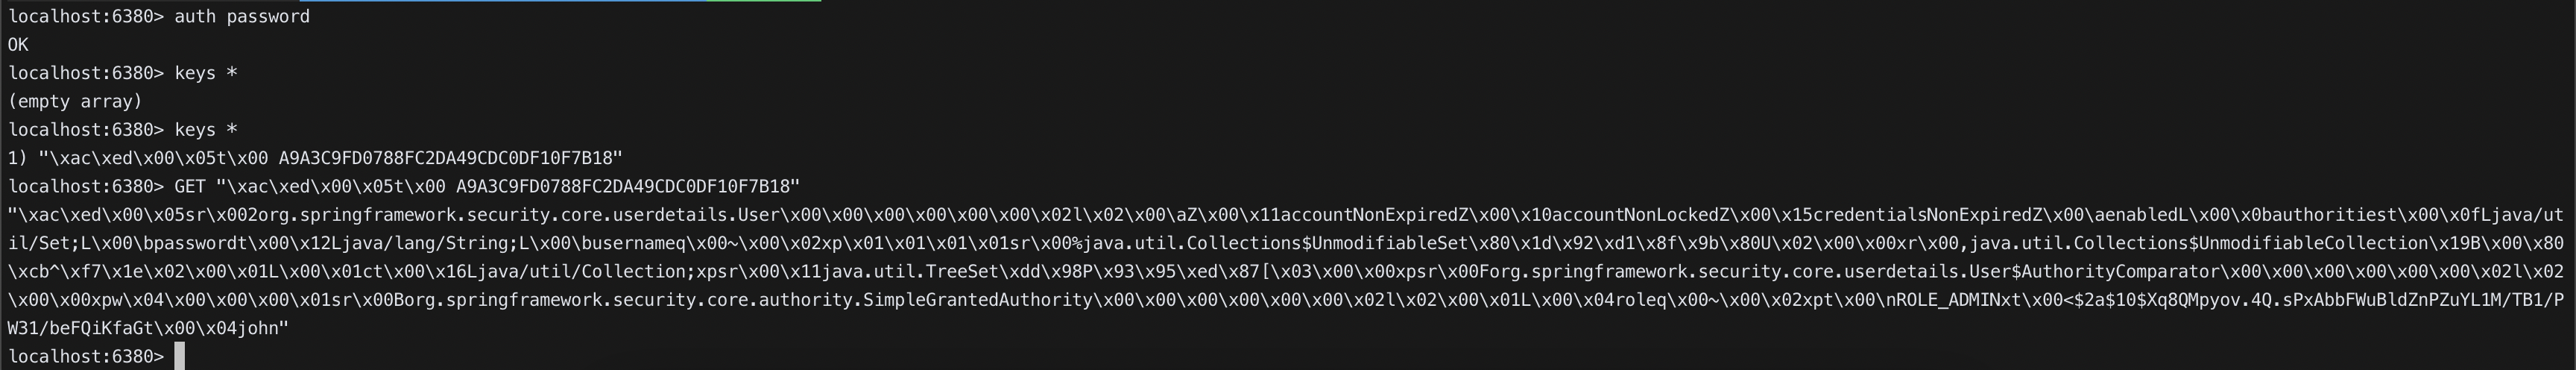 localhost:6380> auth password
OK
localhost:6380> keys *
(empty array)
localhost:6380> keys *
1) "\xac\xed\x00\x05t\x00 A9A3C9FD0788FC2DA49CDC0DF10F7B18"
localhost:6380> GET "\xac\xed\x00\x05t\x00 A9A3C9FD0788FC2DA49CDC0DF10F7B18"
"\xac\xed\x00\x05sr\x002org.springframework.security.core.userdetails.User\x00\x00\x00\x00\x00\x00\x02l\x02\x00\aZ\x00\x11accountNonExpiredZ\x00\x10accountNonLockedZ\x00\x15credentialsNonExpiredZ\x00\aenabledL\x00\x0bauthoritiest\x00\x0fLjava/ut
il/Set;L\x00\bpasswordt\x00\x12Ljava/lang/String;L\x00\busernameq\x00~\x00\x02xp\x01\x01\x01\x01sr\x00%java.util.Collections$UnmodifiableSet\x80\x1d\x92\xd1\x8f\x9b\x80U\x02\x00\x00xr\x00,java.util.Collections$UnmodifiableCollection\x19B\x00\x80
\xcb^\xf7\x1e\x02\x00\x01L\x00\x01ct\x00\x16Ljava/util/Collection;xpsr\x00\x11java.util.TreeSet\xdd\x98P\x93\x95\xed\x87[\x03\x00\x00xpsr\x00Forg.springframework.security.core.userdetails.User$AuthorityComparator\x00\x00\x00\x00\x00\x00\x02l\x02
\x00\x00xpw\x04\x00\x00\x00\x01sr\x00Borg.springframework.security.core.authority.SimpleGrantedAuthority\x00\x00\x00\x00\x00\x00\x02l\x02\x00\x01L\x00\x04roleq\x00~\x00\x02xpt\x00\nROLE_ADMINxt\x00<$2a$10$Xq8QMpyov.4Q.sPxAbbFWuBldZnPZuYL1M/TB1/P
W31/beFQiKfaGt\x00\x04john"
localhost:6380>